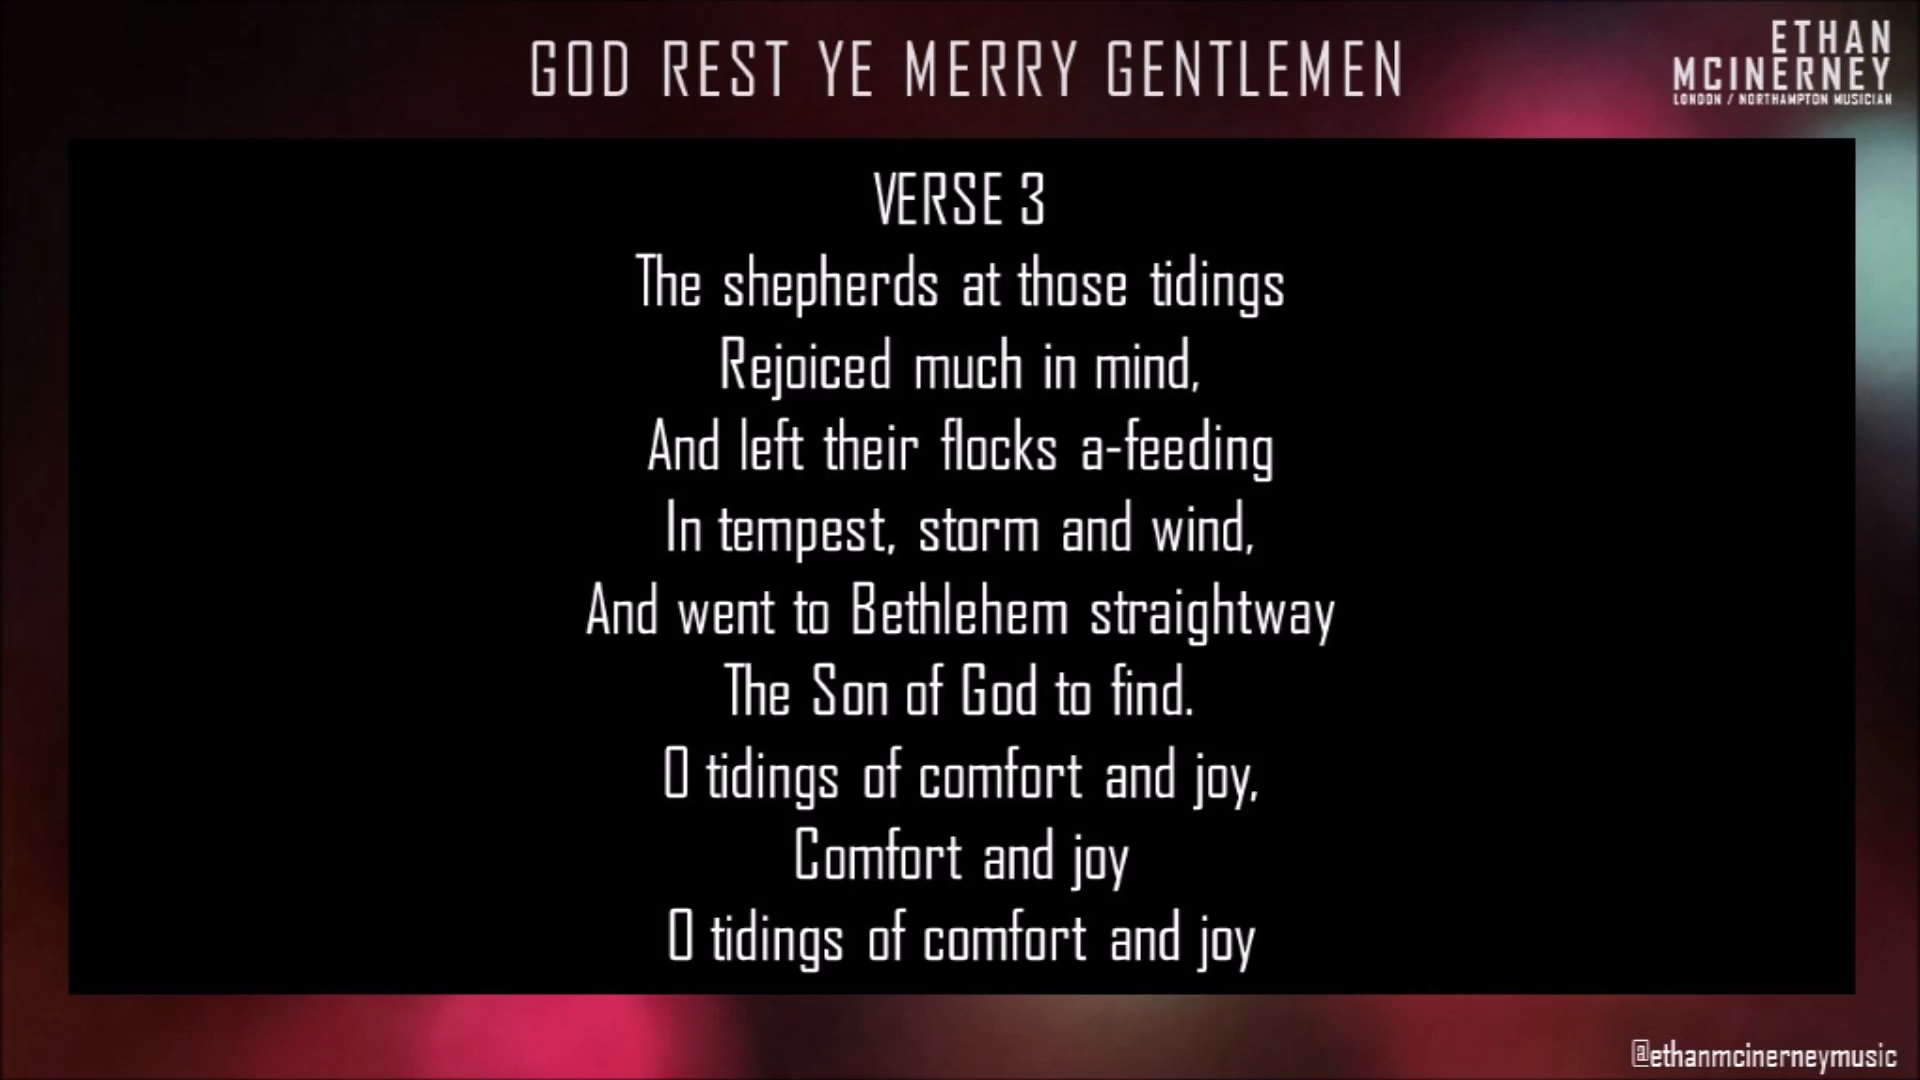 GOD REST YE MERRY GENTLEMEN
ETHAN
MCINERNEY
LONDON / NORTHAMPTON MUSICIAN
VERSE 3
The shepherds at those tidings
Rejoiced much in mind,
And left their flocks a-feeding
In tempest, storm and wind,
And went to Bethlehem straightway
The Son of God to find.
O tidings of comfort and joy,
Comfort and joy
O tidings of comfort and joy
@ethanmcinerneymusic